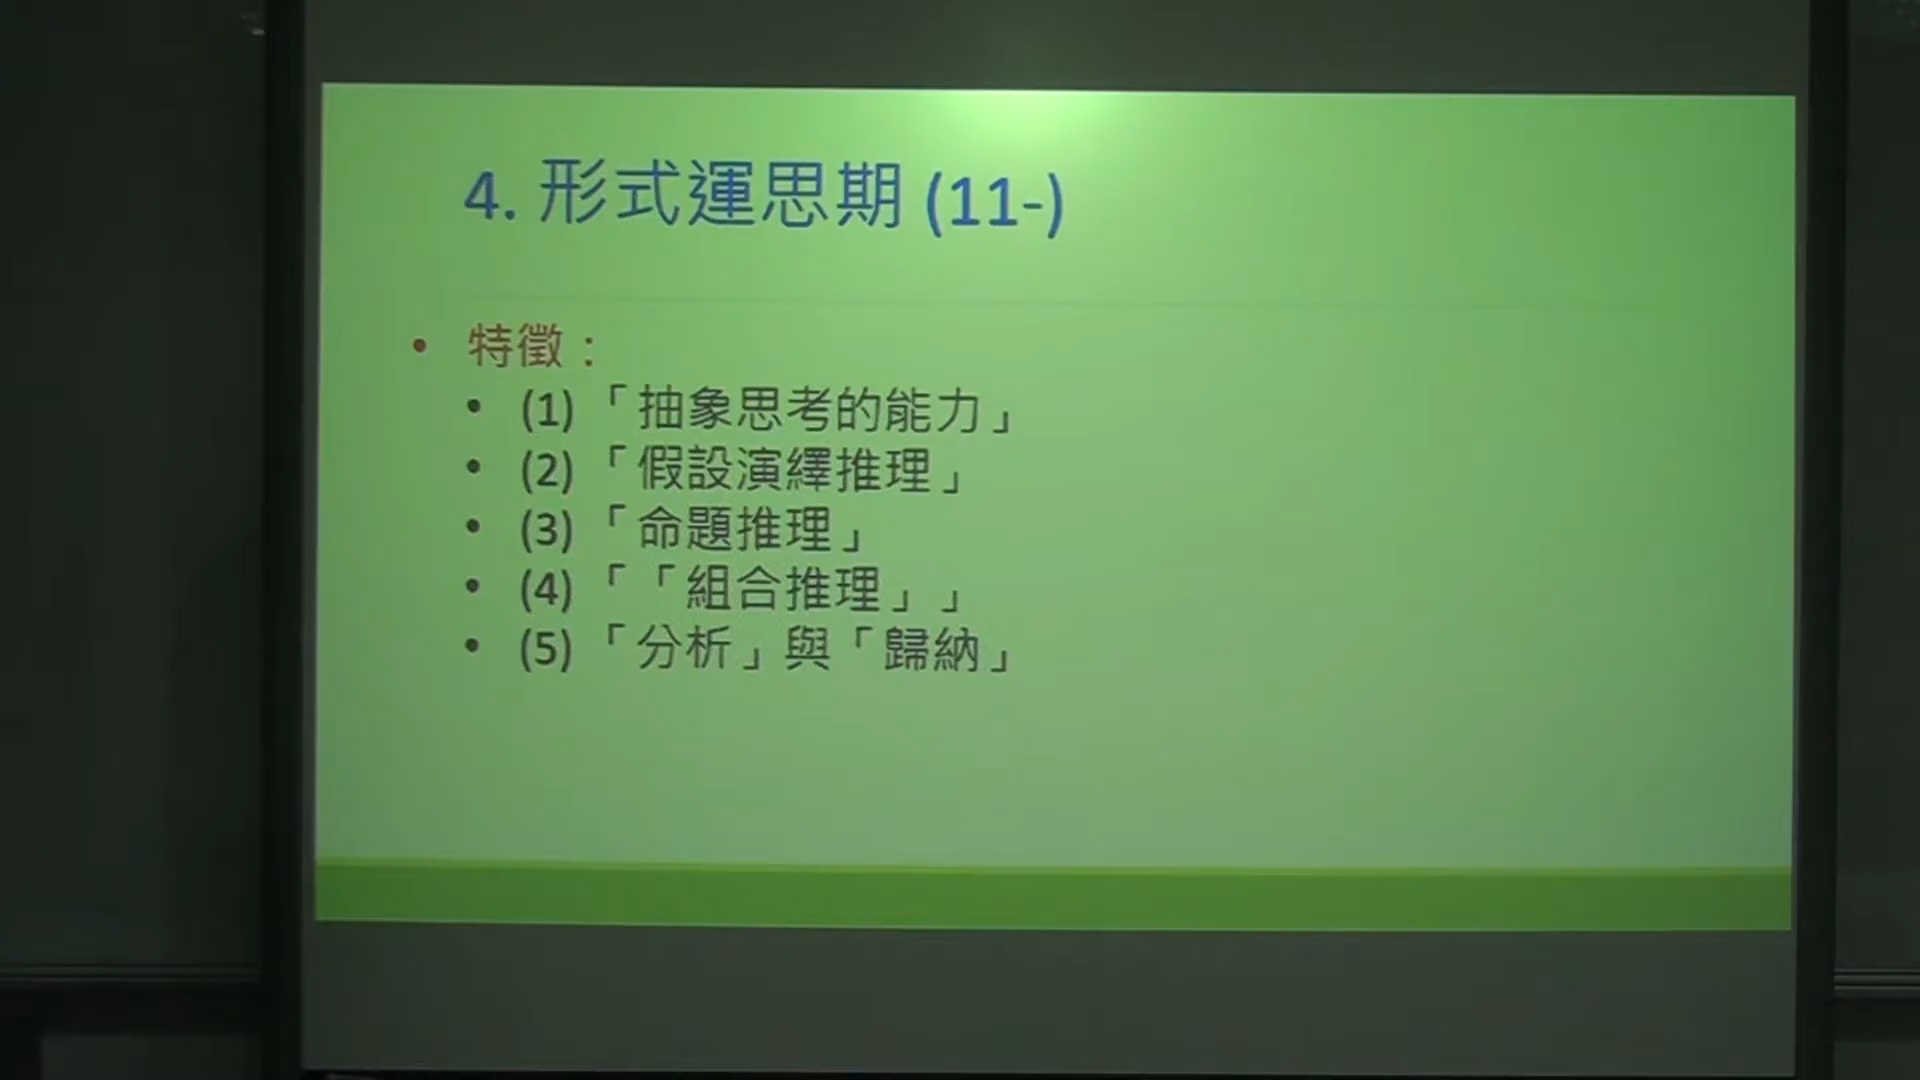 4. 形式運思期 (11-)
• 特徵：
• (1)「抽象思考的能力」
• (2)「假設演繹推理」
• (3)「命題推理」
• (4)「「組合推理」」
• (5)「分析」與「歸納」